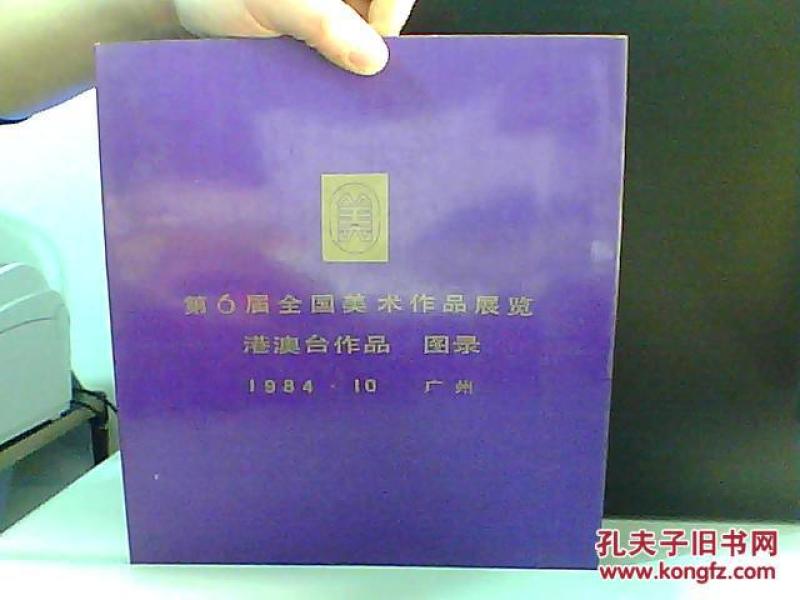 美
第6届全国美术作品展览
港澳台作品 图录
1984·10 广州
孔夫子旧书网
www.kongfz.com